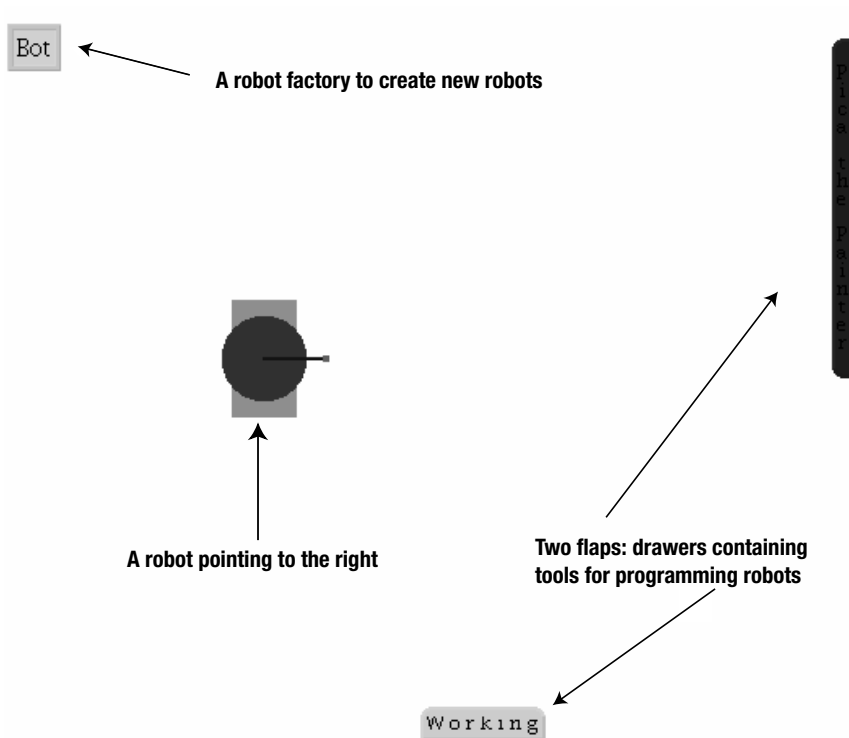 Bot
A robot factory to create new robots
Pica the Painter
A robot pointing to the right
Two flaps: drawers containing
tools for programming robots
Working